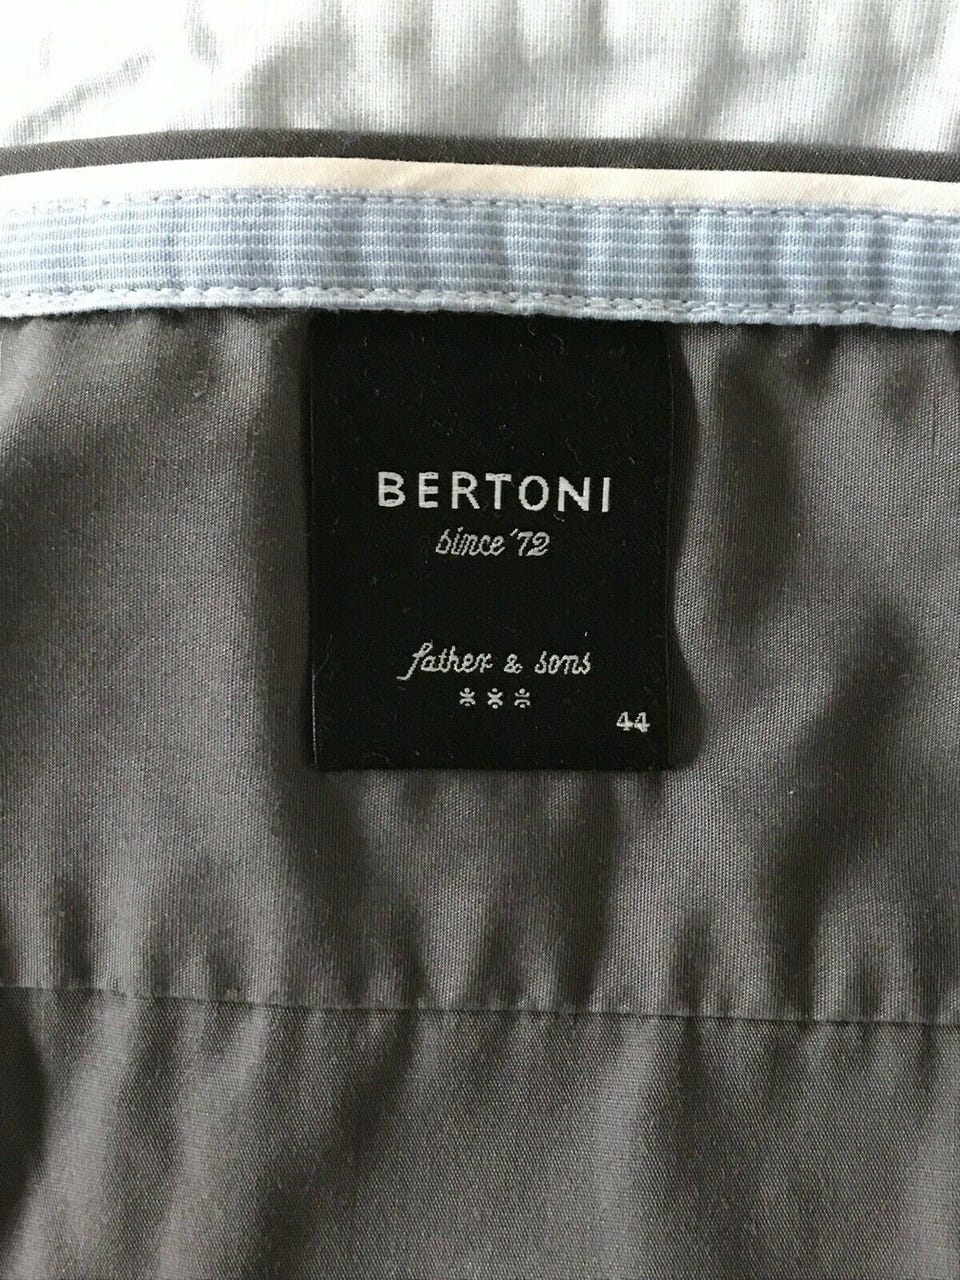 BERTONI
since '72
father & sons
***
44